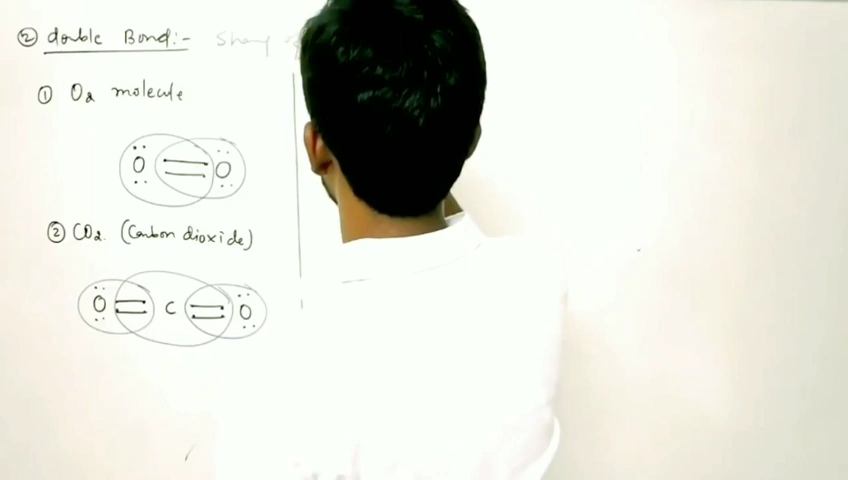 ② double Bond:-
① O₂ molecule
O O
② CO₂. (Carbon dioxide)
O C O